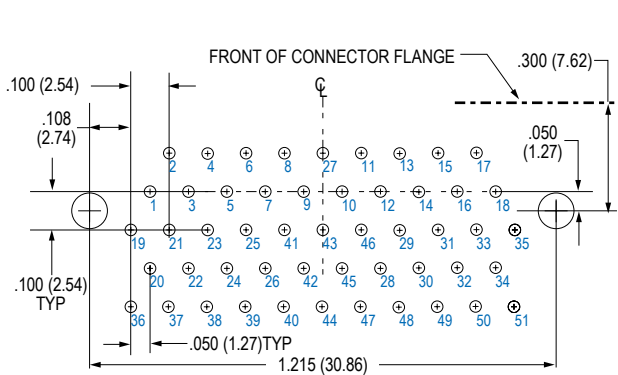 FRONT OF CONNECTOR FLANGE
.300 (7.62)
.100 (2.54)
℄
.108
(2.74)
.050
(1.27)
2 4 6 8 27 11 13 15 17
1 3 5 7 9 10 12 14 16 18
19 21 23 25 41 43 46 29 31 33 35
.100 (2.54)
TYP
20 22 24 26 42 45 28 30 32 34
36 37 38 39 40 44 47 48 49 50 51
.050 (1.27)TYP
1.215 (30.86)